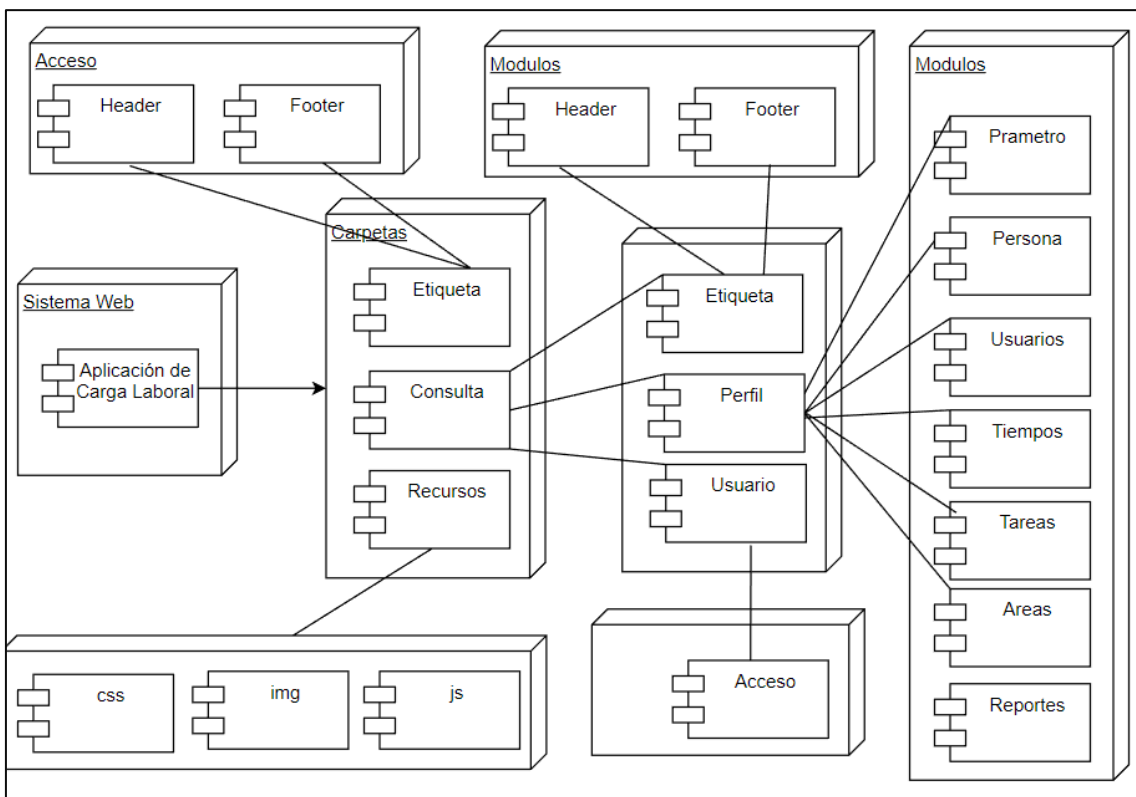 Acceso
Header
Footer
Modulos
Header
Footer
Modulos
Prametro
Persona
Usuarios
Tiempos
Tareas
Areas
Reportes
Carpetas
Etiqueta
Consulta
Recursos
Etiqueta
Perfil
Usuario
Sistema Web
Aplicación de
Carga Laboral
css
img
js
Acceso